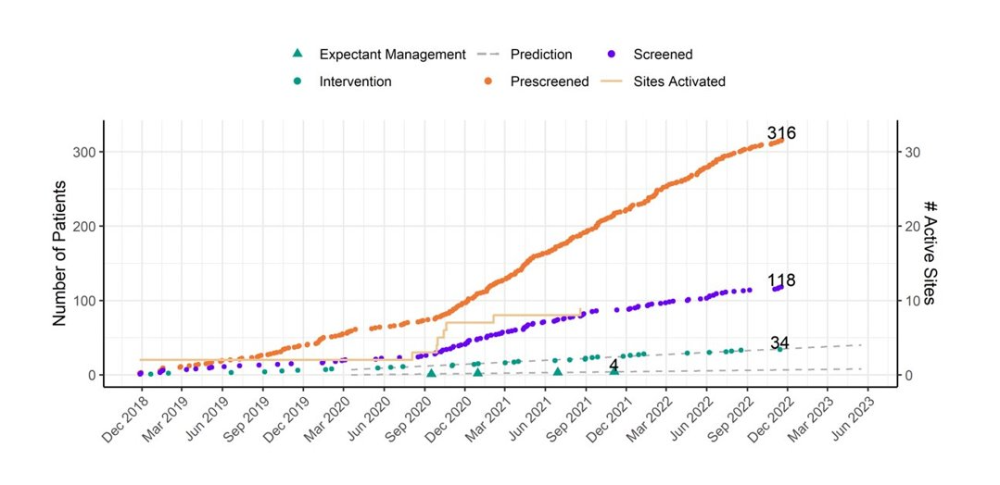 Expectant Management Prediction Screened
Intervention Prescreened Sites Activated
Number of Patients
300
200
100
0
316
118
34
4
30
20
10
0
# Active Sites
Dec 2018 Mar 2019 Jun 2019 Sep 2019 Dec 2019 Mar 2020 Jun 2020 Sep 2020 Dec 2020 Mar 2021 Jun 2021 Sep 2021 Dec 2021 Mar 2022 Jun 2022 Sep 2022 Dec 2022 Mar 2023 Jun 2023